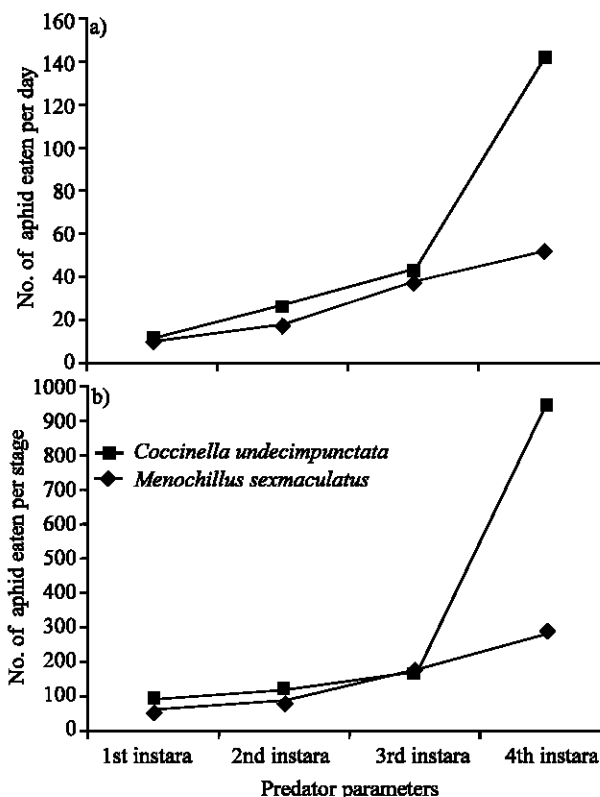 a)
No. of aphid eaten per day
160
140
120
100
80
60
40
20
0
b)
No. of aphid eaten per stage
1000
900
800
700
600
500
400
300
200
100
0
Coccinella undecimpunctata
Menochillus sexmaculatus
1st instara 2nd instara 3rd instara 4th instara
Predator parameters